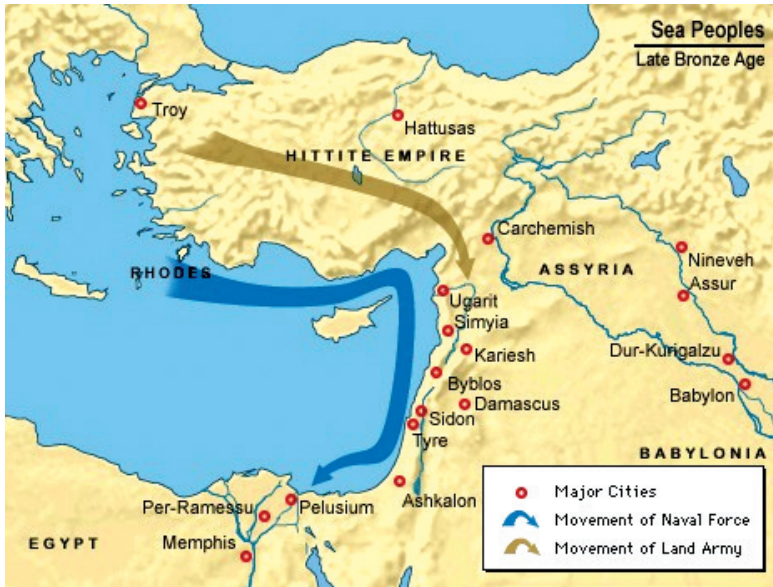 Sea Peoples
Late Bronze Age
Troy
Hattusas
HITTITE EMPIRE
Carchemish
RHODES
ASSYRIA
Nineveh
Assur
Ugarit
Simyia
Kariesh
Dur-Kurigalzu
Byblos
Babylon
Damascus
Sidon
Tyre
BABYLONIA
Ashkalon
Per-Ramessu
Pelusium
EGYPT
Memphis
Major Cities
Movement of Naval Force
Movement of Land Army